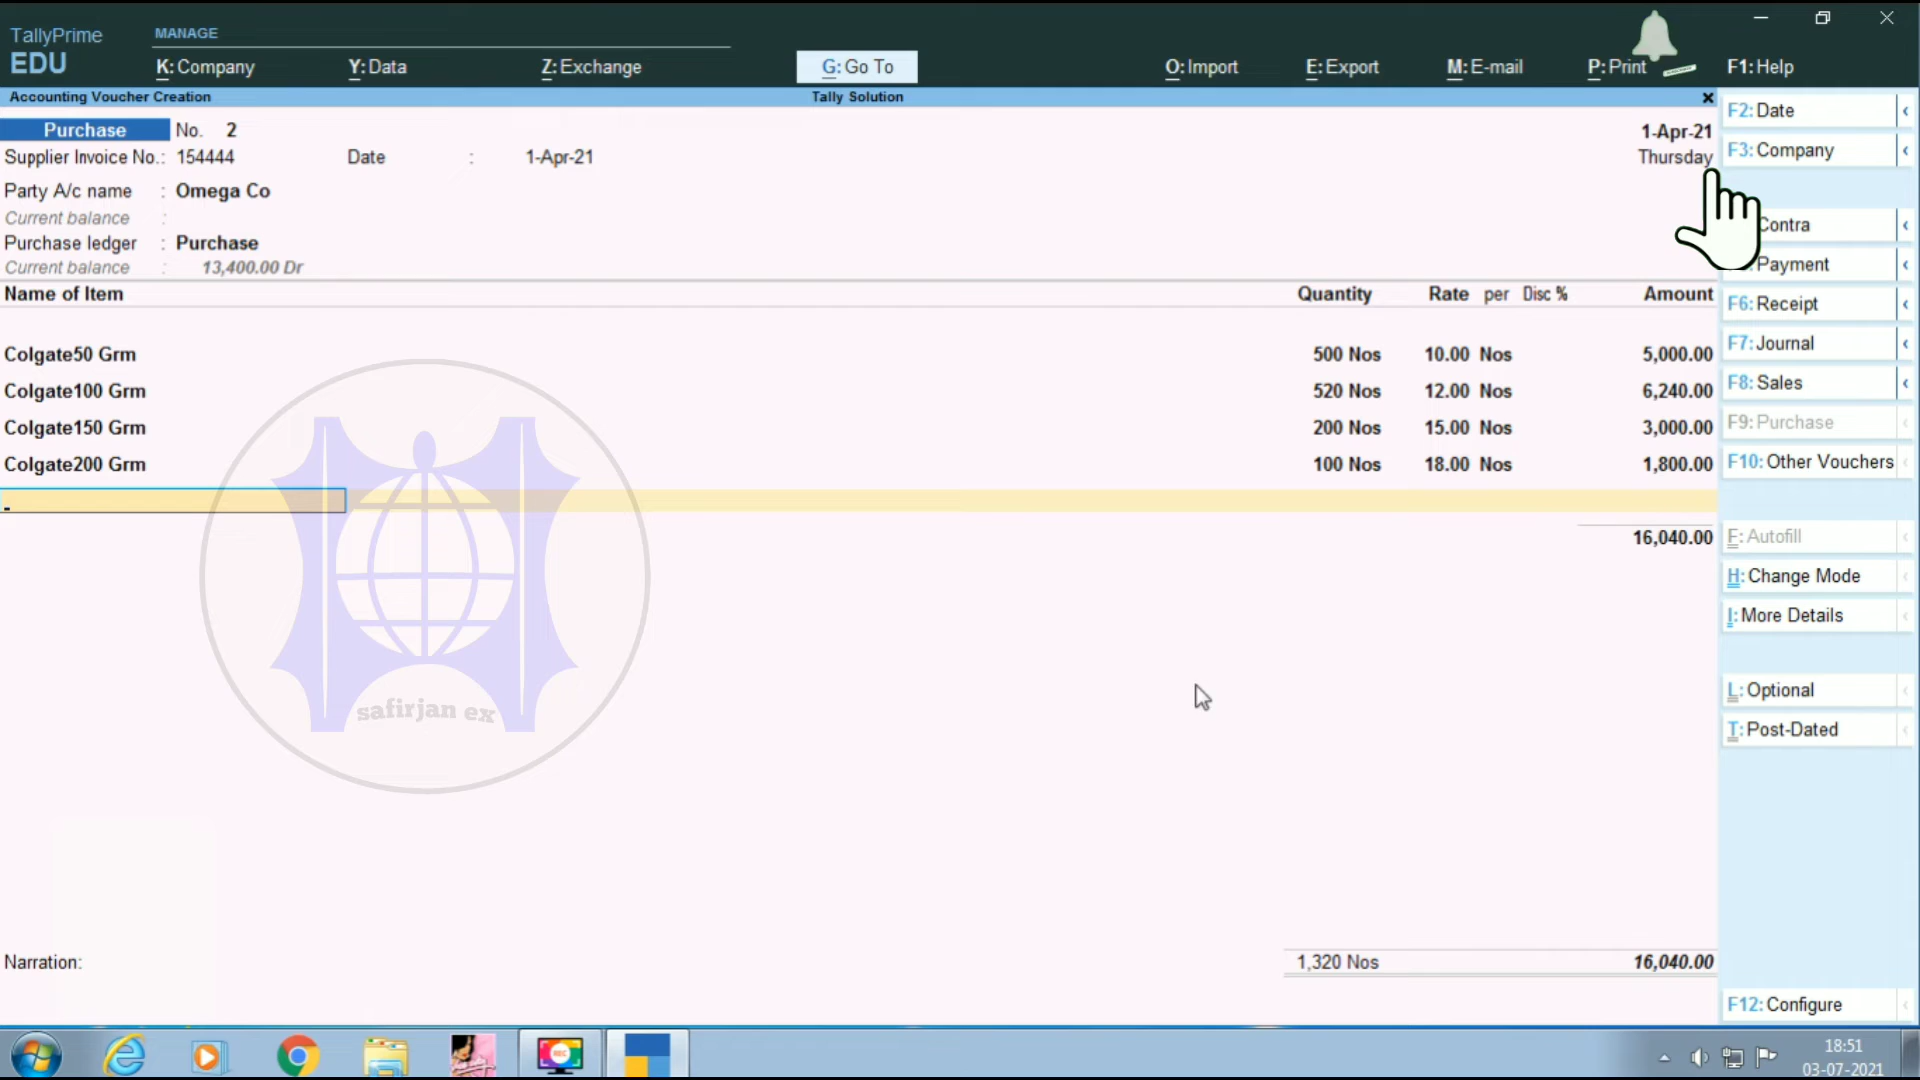 TallyPrime
EDU
MANAGE
K: Company
Y: Data
Z: Exchange
G: Go To
O: Import
E: Export
M: E-mail
P: Print
F1: Help
Accounting Voucher Creation
Tally Solution
Purchase No. 2
1-Apr-21
Supplier Invoice No.: 154444 Date : 1-Apr-21
Thursday
Party A/c name : Omega Co
Current balance :
Purchase ledger : Purchase
Current balance : 13,400.00 Dr
Name of Item Quantity Rate per Disc % Amount
Colgate50 Grm 500 Nos 10.00 Nos 5,000.00
Colgate100 Grm 520 Nos 12.00 Nos 6,240.00
Colgate150 Grm 200 Nos 15.00 Nos 3,000.00
Colgate200 Grm 100 Nos 18.00 Nos 1,800.00
16,040.00
safirjan ex
Narration:
1,320 Nos 16,040.00
F2: Date
F3: Company
Contra
Payment
F6: Receipt
F7: Journal
F8: Sales
F9: Purchase
F10: Other Vouchers
F: Autofill
H: Change Mode
I: More Details
L: Optional
T: Post-Dated
F12: Configure
REC
18:51
03-07-2021